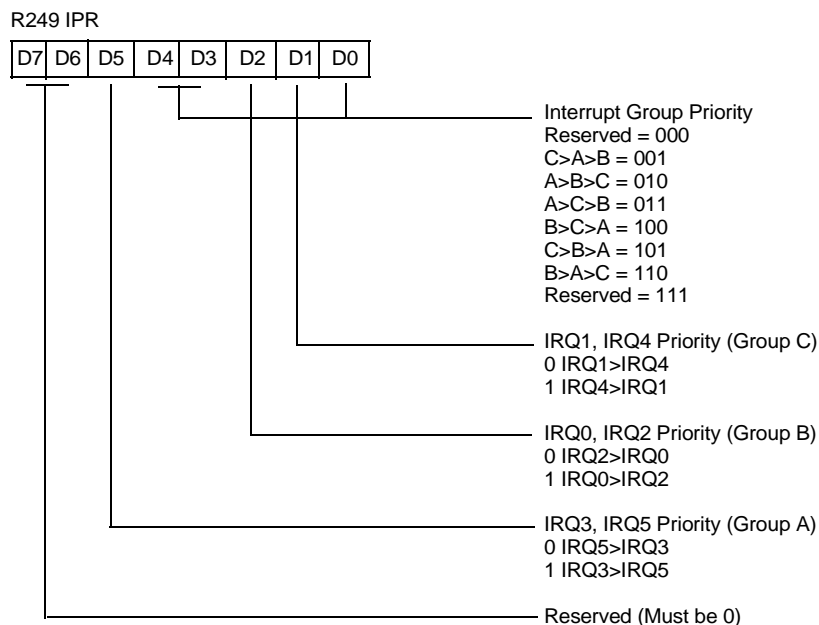 R249 IPR
D7 D6 D5 D4 D3 D2 D1 D0
Interrupt Group Priority
Reserved = 000
C>A>B = 001
A>B>C = 010
A>C>B = 011
B>C>A = 100
C>B>A = 101
B>A>C = 110
Reserved = 111
IRQ1, IRQ4 Priority (Group C)
0 IRQ1>IRQ4
1 IRQ4>IRQ1
IRQ0, IRQ2 Priority (Group B)
0 IRQ2>IRQ0
1 IRQ0>IRQ2
IRQ3, IRQ5 Priority (Group A)
0 IRQ5>IRQ3
1 IRQ3>IRQ5
Reserved (Must be 0)